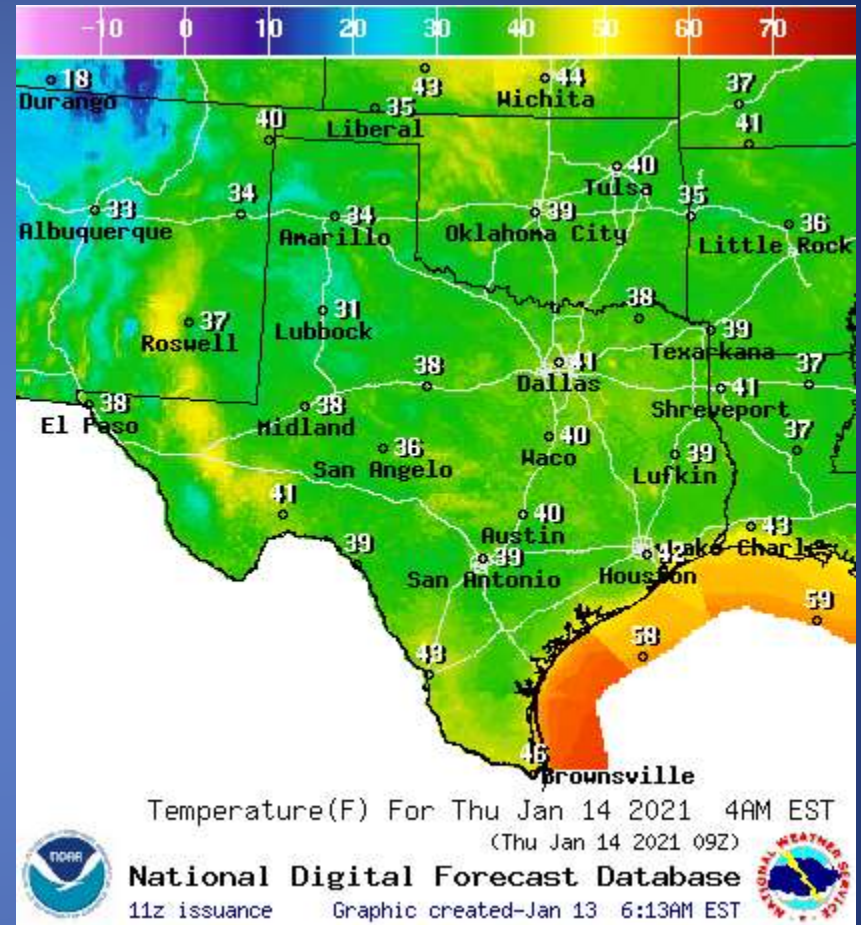 -10 0 10 20 30 40 50 60 70
18
Durango
43
44
Wichita
37
35
Liberal
40
41
40
Tulsa
33
Albuquerque
34
34
Amarillo
39
Oklahoma City
35
36
Little Rock
37
Roswell
31
Lubbock
38
39
Texarkana
38
El Paso
38
Midland
38
41
Dallas
41
Shreveport
37
36
San Angelo
40
Waco
39
Lufkin
37
41
39
40
Austin
39
San Antonio
42
Houston
43
Lake Charles
43
58
59
46
Brownsville
Temperature(F) For Thu Jan 14 2021 4AM EST
(Thu Jan 14 2021 09Z)
NOAA
National Digital Forecast Database
11z issuance Graphic created-Jan 13 6:13AM EST
NATIONAL WEATHER SERVICE